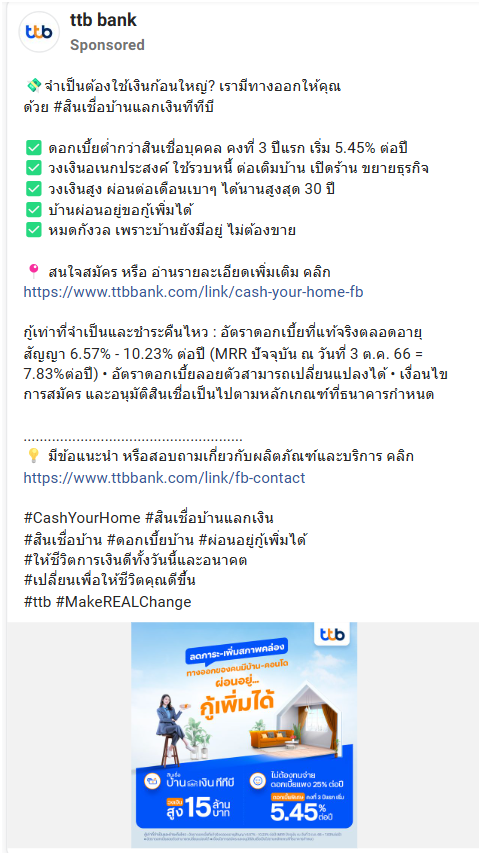 ttb
ttb bank
Sponsored
💸 จำเป็นต้องใช้เงินก้อนใหญ่? เรามีทางออกให้คุณ
ด้วย #สินเชื่อบ้านแลกเงินทีทีบี
✅ ดอกเบี้ยต่ำกว่าสินเชื่อบุคคล คงที่ 3 ปีแรก เริ่ม 5.45% ต่อปี
✅ วงเงินอเนกประสงค์ ใช้รวบหนี้ ต่อเติมบ้าน เปิดร้าน ขยายธุรกิจ
✅ วงเงินสูง ผ่อนต่อเดือนเบาๆ ได้นานสูงสุด 30 ปี
✅ บ้านผ่อนอยู่ขอกู้เพิ่มได้
✅ หมดกังวล เพราะบ้านยังมีอยู่ ไม่ต้องขาย
📍 สนใจสมัคร หรือ อ่านรายละเอียดเพิ่มเติม คลิก
https://www.ttbbank.com/link/cash-your-home-fb
กู้เท่าที่จำเป็นและชำระคืนไหว : อัตราดอกเบี้ยที่แท้จริงตลอดอายุ
สัญญา 6.57% - 10.23% ต่อปี (MRR ปัจจุบัน ณ วันที่ 3 ต.ค. 66 =
7.83%ต่อปี) • อัตราดอกเบี้ยลอยตัวสามารถเปลี่ยนแปลงได้ • เงื่อนไข
การสมัคร และอนุมัติสินเชื่อเป็นไปตามหลักเกณฑ์ที่ธนาคารกำหนด
......................................................
💡 มีข้อแนะนำ หรือสอบถามเกี่ยวกับผลิตภัณฑ์และบริการ คลิก
https://www.ttbbank.com/link/fb-contact
#CashYourHome #สินเชื่อบ้านแลกเงิน
#สินเชื่อบ้าน #ดอกเบี้ยบ้าน #ผ่อนอยู่กู้เพิ่มได้
#ให้ชีวิตการเงินดีทั้งวันนี้และอนาคต
#เปลี่ยนเพื่อให้ชีวิตคุณดีขึ้น
#ttb #MakeREALChange
ttb
ลดภาระ-เพิ่มสภาพคล่อง
ทางออกของคนมีบ้าน-คอนโด
ผ่อนอยู่...
กู้เพิ่มได้
สินเชื่อ
บ้านแลกเงิน ทีทีบี
วงเงิน
สูง 15 ล้าน
บาท
ไม่ต้องทนจ่าย
ดอกเบี้ยแพง 25% ต่อปี
คงที่ 3 ปีแรก เริ่ม
5.45 %
ต่อปี